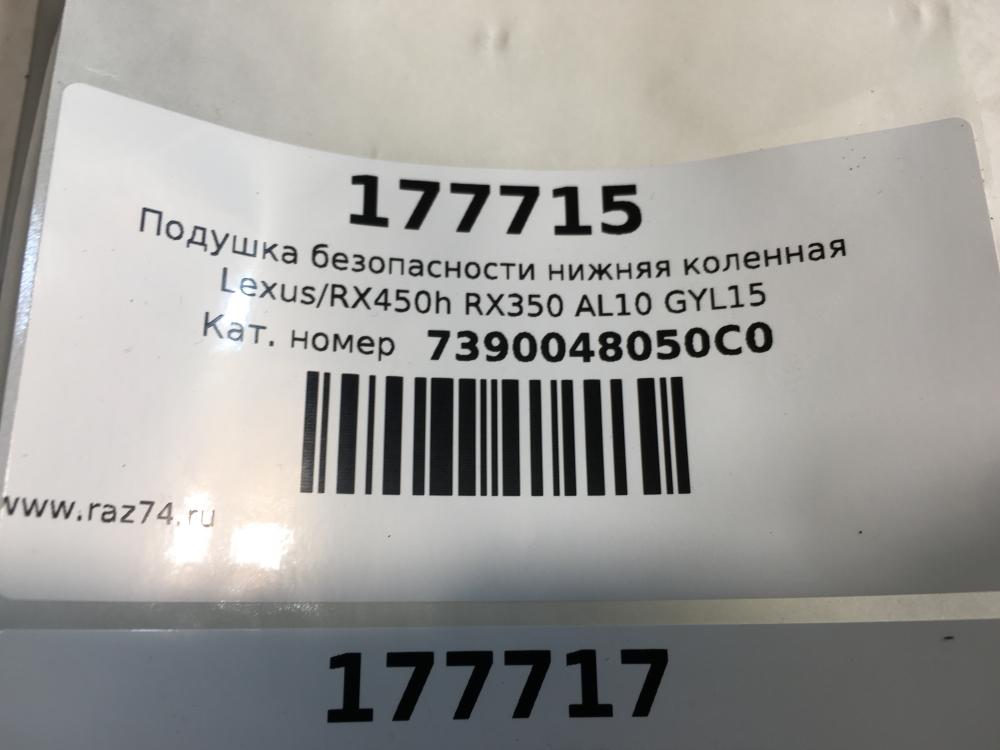 177715
Подушка безопасности нижняя коленная
Lexus/RX450h RX350 AL10 GYL15
Кат. номер 7390048050C0
www.raz74.ru
177717